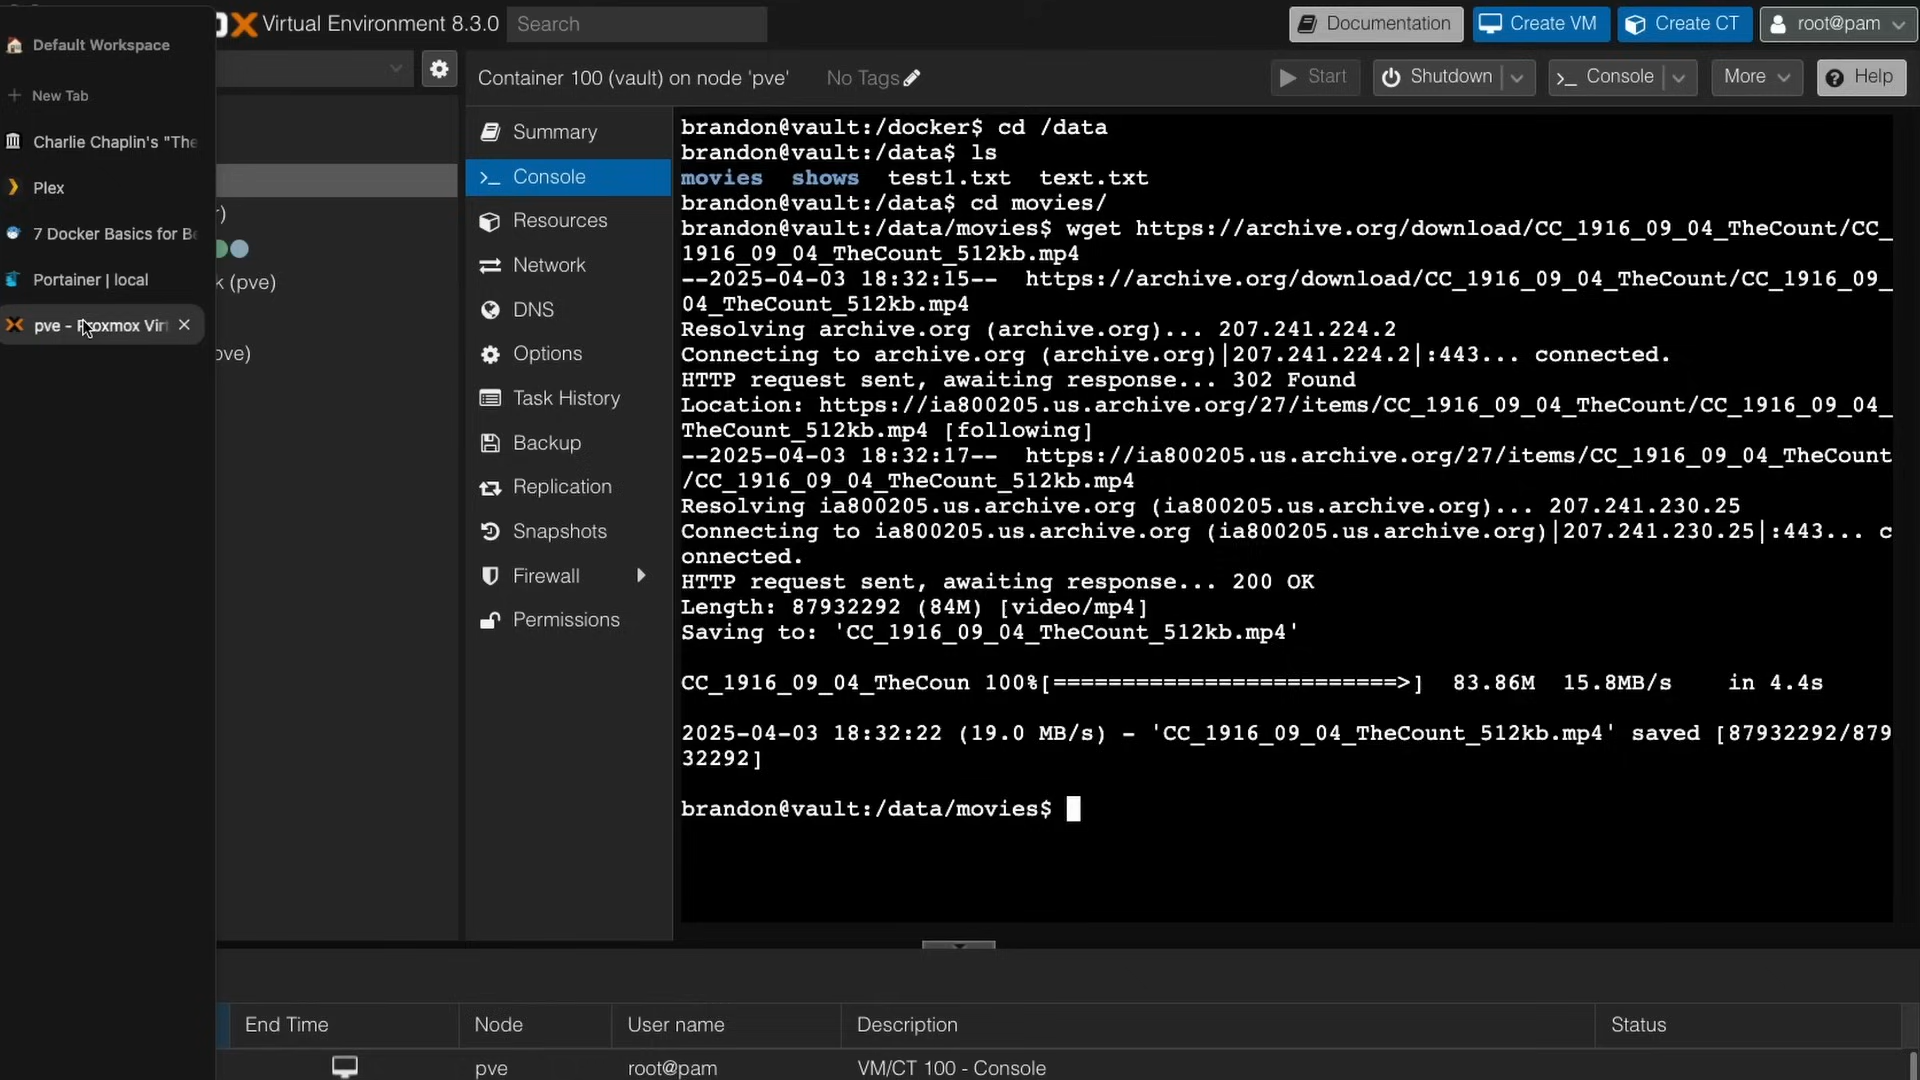 Default Workspace
New Tab
Charlie Chaplin's "The
Plex
7 Docker Basics for Be
Portainer | local
pve - Proxmox Virt
X Virtual Environment 8.3.0
Search
Documentation
Create VM
Create CT
root@pam
r)
k (pve)
pve)
Container 100 (vault) on node 'pve'
No Tags
Start
Shutdown
Console
More
Help
Summary
Console
Resources
Network
DNS
Options
Task History
Backup
Replication
Snapshots
Firewall
Permissions
brandon@vault:/docker$ cd /data
brandon@vault:/data$ ls
movies shows test1.txt text.txt
brandon@vault:/data$ cd movies/
brandon@vault:/data/movies$ wget https://archive.org/download/CC_1916_09_04_TheCount/CC_
1916_09_04_TheCount_512kb.mp4
--2025-04-03 18:32:15-- https://archive.org/download/CC_1916_09_04_TheCount/CC_1916_09_
04_TheCount_512kb.mp4
Resolving archive.org (archive.org)... 207.241.224.2
Connecting to archive.org (archive.org)|207.241.224.2|:443... connected.
HTTP request sent, awaiting response... 302 Found
Location: https://ia800205.us.archive.org/27/items/CC_1916_09_04_TheCount/CC_1916_09_04_
TheCount_512kb.mp4 [following]
--2025-04-03 18:32:17-- https://ia800205.us.archive.org/27/items/CC_1916_09_04_TheCount
/CC_1916_09_04_TheCount_512kb.mp4
Resolving ia800205.us.archive.org (ia800205.us.archive.org)... 207.241.230.25
Connecting to ia800205.us.archive.org (ia800205.us.archive.org)|207.241.230.25|:443... c
onnected.
HTTP request sent, awaiting response... 200 OK
Length: 87932292 (84M) [video/mp4]
Saving to: 'CC_1916_09_04_TheCount_512kb.mp4'
CC_1916_09_04_TheCoun 100%[=========================>] 83.86M 15.8MB/s in 4.4s
2025-04-03 18:32:22 (19.0 MB/s) - 'CC_1916_09_04_TheCount_512kb.mp4' saved [87932292/879
32292]
brandon@vault:/data/movies$
End Time
Node
User name
Description
Status
pve
root@pam
VM/CT 100 - Console